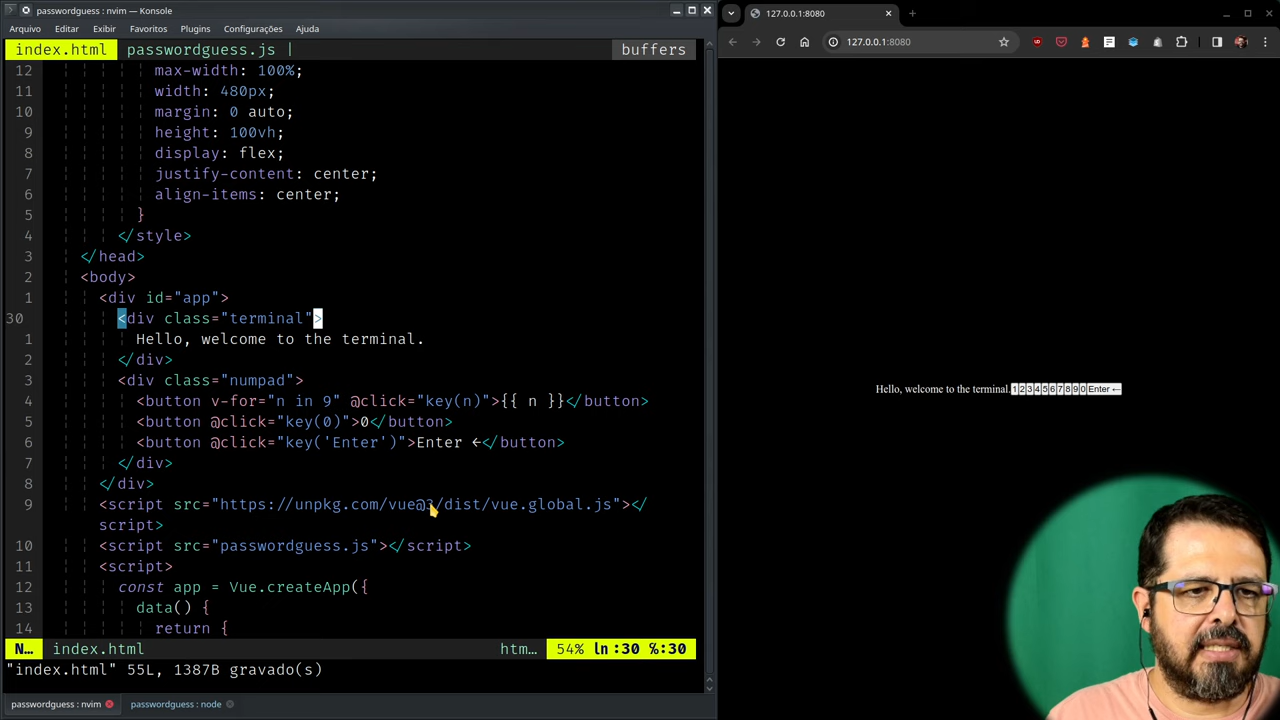 passwordguess : nvim — Konsole
Arquivo Editar Exibir Favoritos Plugins Configurações Ajuda
index.html passwordguess.js | buffers
12 max-width: 100%;
11 width: 480px;
10 margin: 0 auto;
9 height: 100vh;
8 display: flex;
7 justify-content: center;
6 align-items: center;
5 }
4 </style>
3 </head>
2 <body>
1 <div id="app">
30 <div class="terminal">
1 Hello, welcome to the terminal.
2 </div>
3 <div class="numpad">
4 <button v-for="n in 9" @click="key(n)">{{ n }}</button>
5 <button @click="key(0)">0</button>
6 <button @click="key('Enter')">Enter ←</button>
7 </div>
8 </div>
9 <script src="https://unpkg.com/vue@3/dist/vue.global.js"></
script>
10 <script src="passwordguess.js"></script>
11 <script>
12 const app = Vue.createApp({
13 data() {
14 return {
N... index.html htm... 54% ln:30 %:30
"index.html" 55L, 1387B gravado(s)
passwordguess : nvim passwordguess : node
127.0.0.1:8080
127.0.0.1:8080
Hello, welcome to the terminal. 1 2 3 4 5 6 7 8 9 0 Enter ←